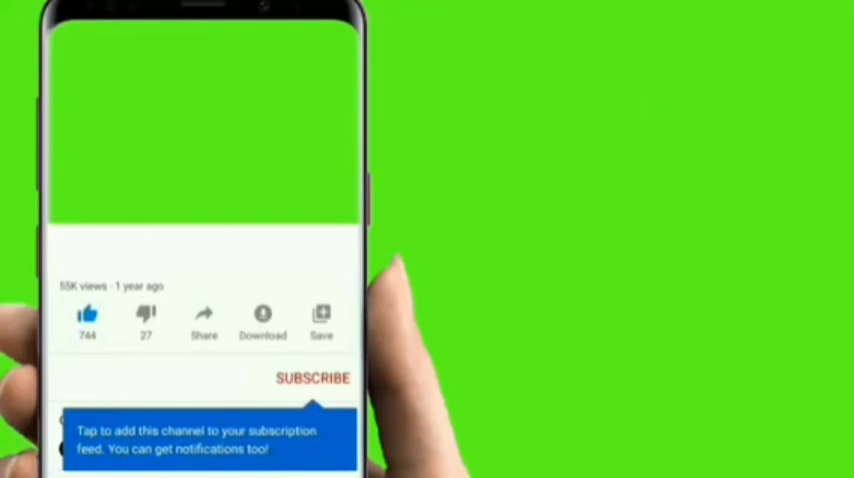 55K views · 1 year ago
744
27
Share
Download
Save
SUBSCRIBE
Tap to add this channel to your subscription
feed. You can get notifications too!